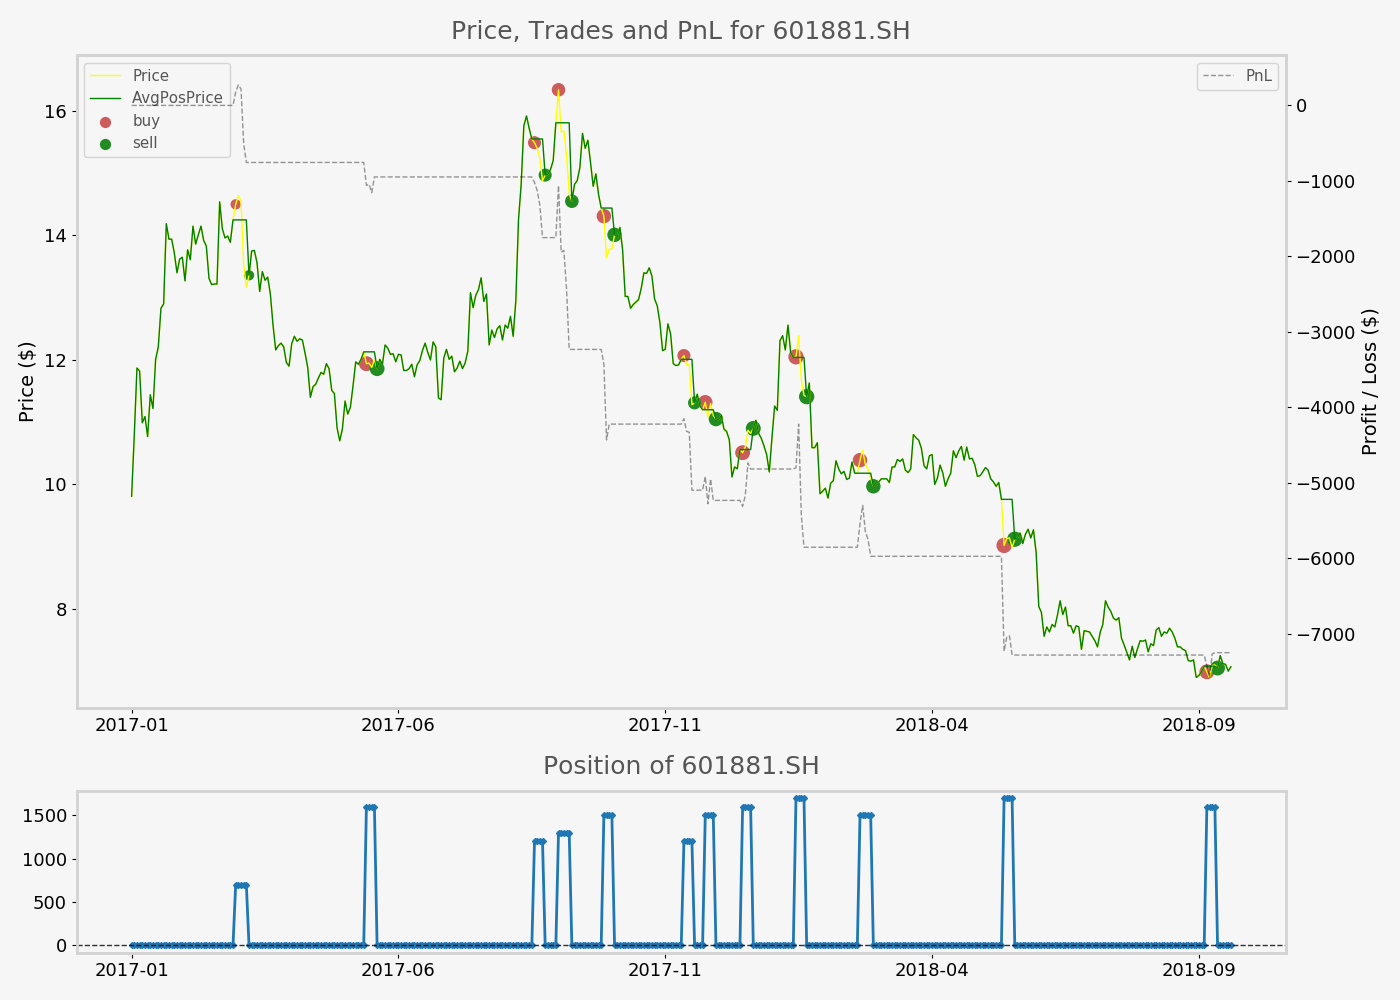 Price, Trades and PnL for 601881.SH
Price
AvgPosPrice
buy
sell
PnL
Price ($)
16
14
12
10
8
0
−1000
−2000
−3000
−4000
−5000
−6000
−7000
Profit / Loss ($)
2017-01 2017-06 2017-11 2018-04 2018-09
Position of 601881.SH
1500
1000
500
0
2017-01 2017-06 2017-11 2018-04 2018-09